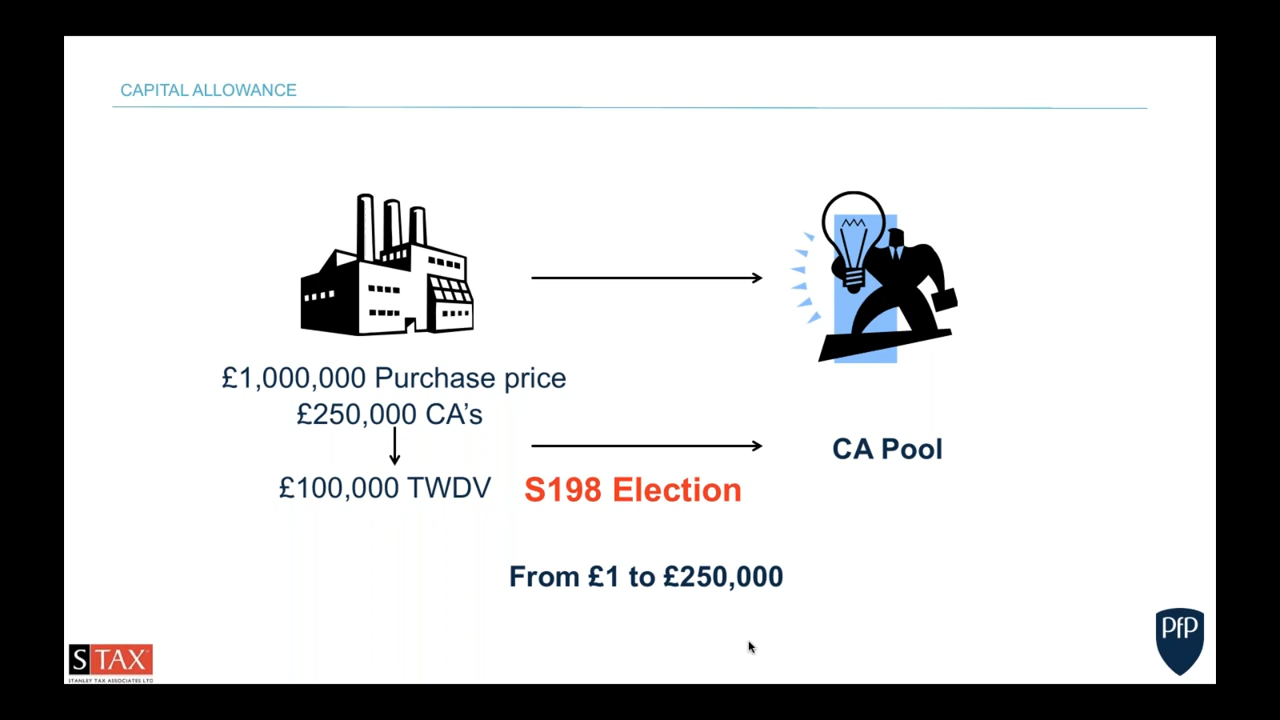 CAPITAL ALLOWANCE
£1,000,000 Purchase price
£250,000 CA’s
CA Pool
£100,000 TWDV
S198 Election
From £1 to £250,000
S TAX
STANLEY TAX ASSOCIATES LTD
PfP